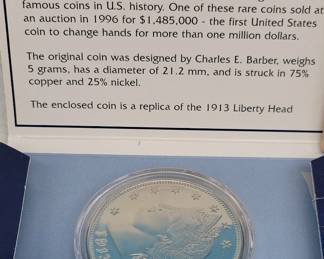 famous coins in U.S. history. One of these rare coins sold at
an auction in 1996 for $1,485,000 - the first United States
coin to change hands for more than one million dollars.
The original coin was designed by Charles E. Barber, weighs
5 grams, has a diameter of 21.2 mm, and is struck in 75%
copper and 25% nickel.
The enclosed coin is a replica of the 1913 Liberty Head